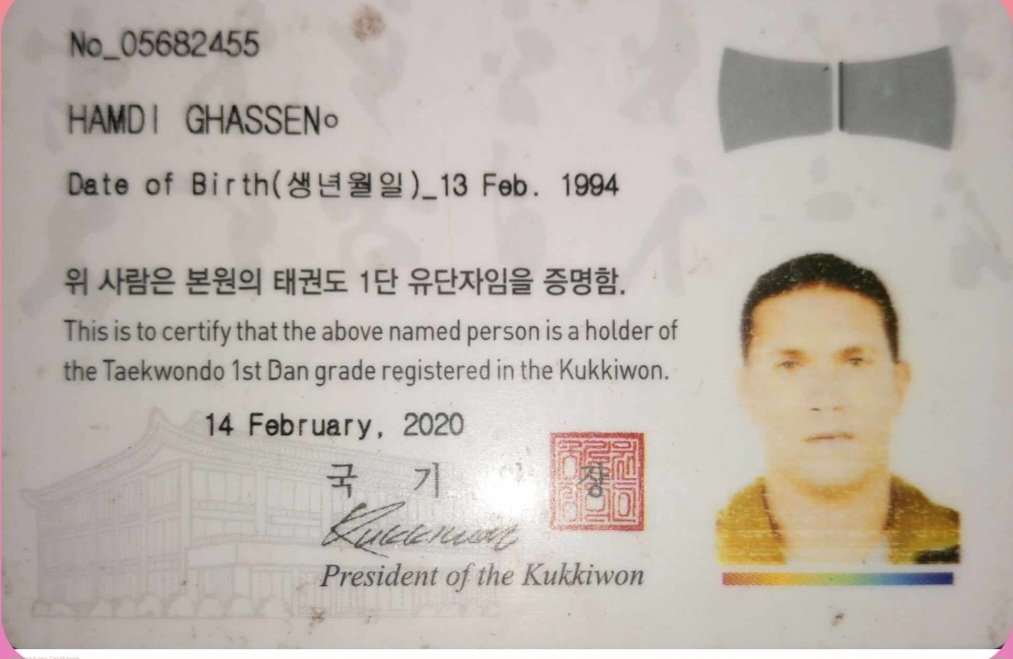 No_05682455
HAMDI GHASSEN
Date of Birth(생년월일)_13 Feb. 1994
위 사람은 본원의 태권도 1단 유단자임을 증명함.
This is to certify that the above named person is a holder of
the Taekwondo 1st Dan grade registered in the Kukkiwon.
14 February, 2020
국 기 장
Kukkiwon
President of the Kukkiwon